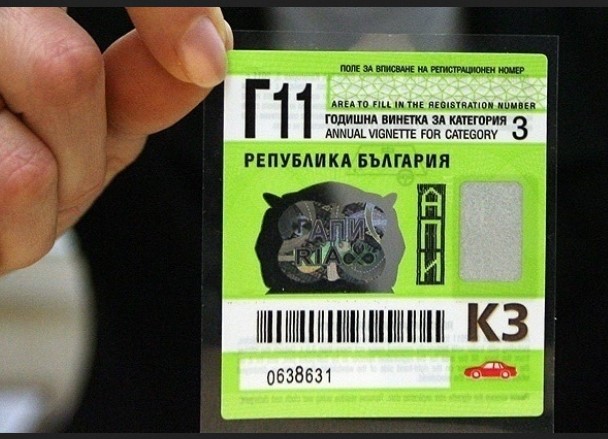 ПОЛЕ ЗА ВПИСВАНЕ НА РЕГИСТРАЦИОНЕН НОМЕР
AREA TO FILL IN THE REGISTRATION NUMBER
Г11
ГОДИШНА ВИНЕТКА ЗА КАТЕГОРИЯ
ANNUAL VIGNETTE FOR CATEGORY 3
РЕПУБЛИКА БЪЛГАРИЯ
АПИ
RIA
АПИ
К3
0638631